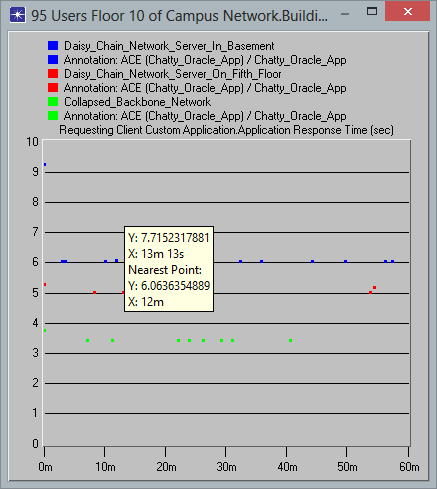 95 Users Floor 10 of Campus Network.Buildi...
Daisy_Chain_Network_Server_In_Basement
Annotation: ACE (Chatty_Oracle_App) / Chatty_Oracle_App
Daisy_Chain_Network_Server_On_Fifth_Floor
Annotation: ACE (Chatty_Oracle_App) / Chatty_Oracle_App
Collapsed_Backbone_Network
Annotation: ACE (Chatty_Oracle_App) / Chatty_Oracle_App
Requesting Client Custom Application.Application Response Time (sec)
10
9
8
7
6
5
4
3
2
1
0
Y: 7.7152317881
X: 13m 13s
Nearest Point:
Y: 6.0636354889
X: 12m
0m 10m 20m 30m 40m 50m 60m